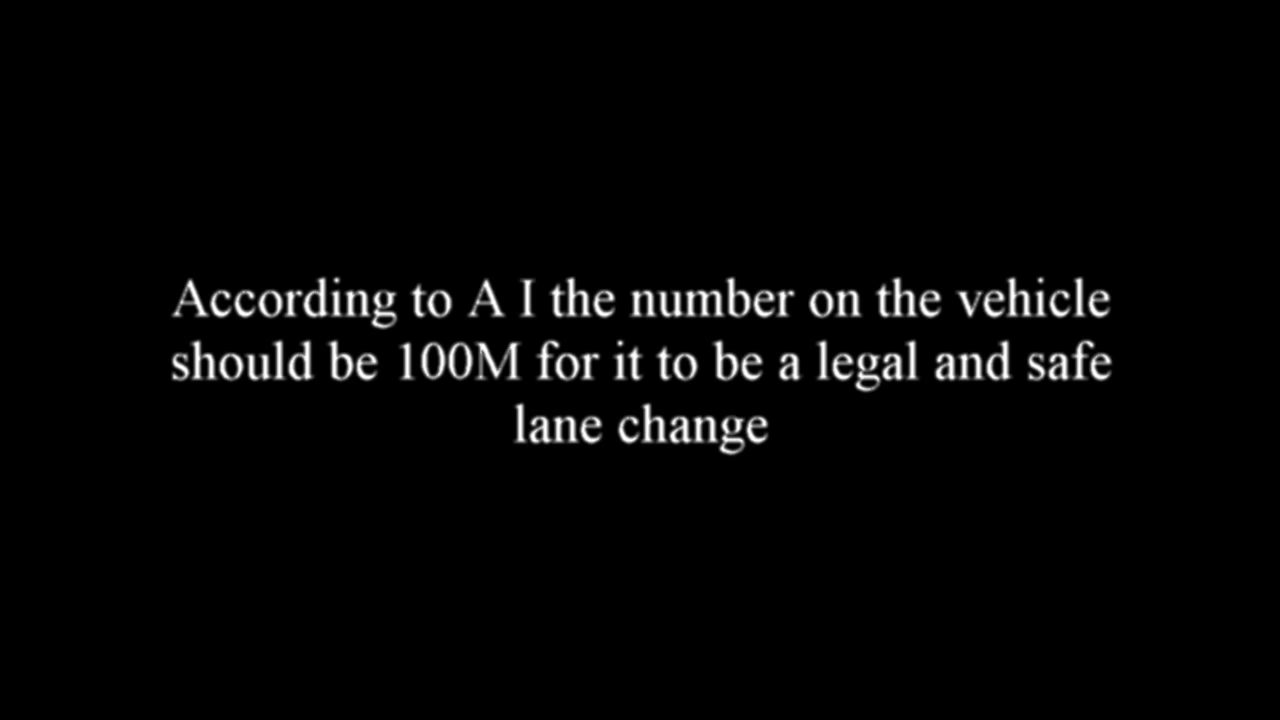 According to A I the number on the vehicle
should be 100M for it to be a legal and safe
lane change